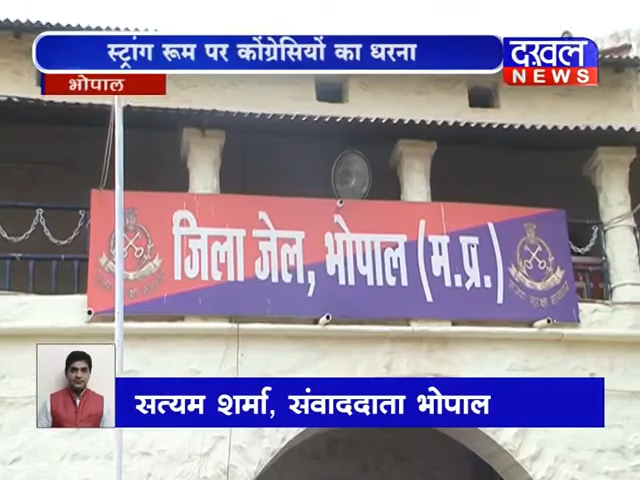 स्ट्रांग रूम पर कोंग्रेसियों का धरना
दखल
NEWS
भोपाल
जिला जेल, भोपाल (म.प्र.)
सत्यम शर्मा, संवाददाता भोपाल